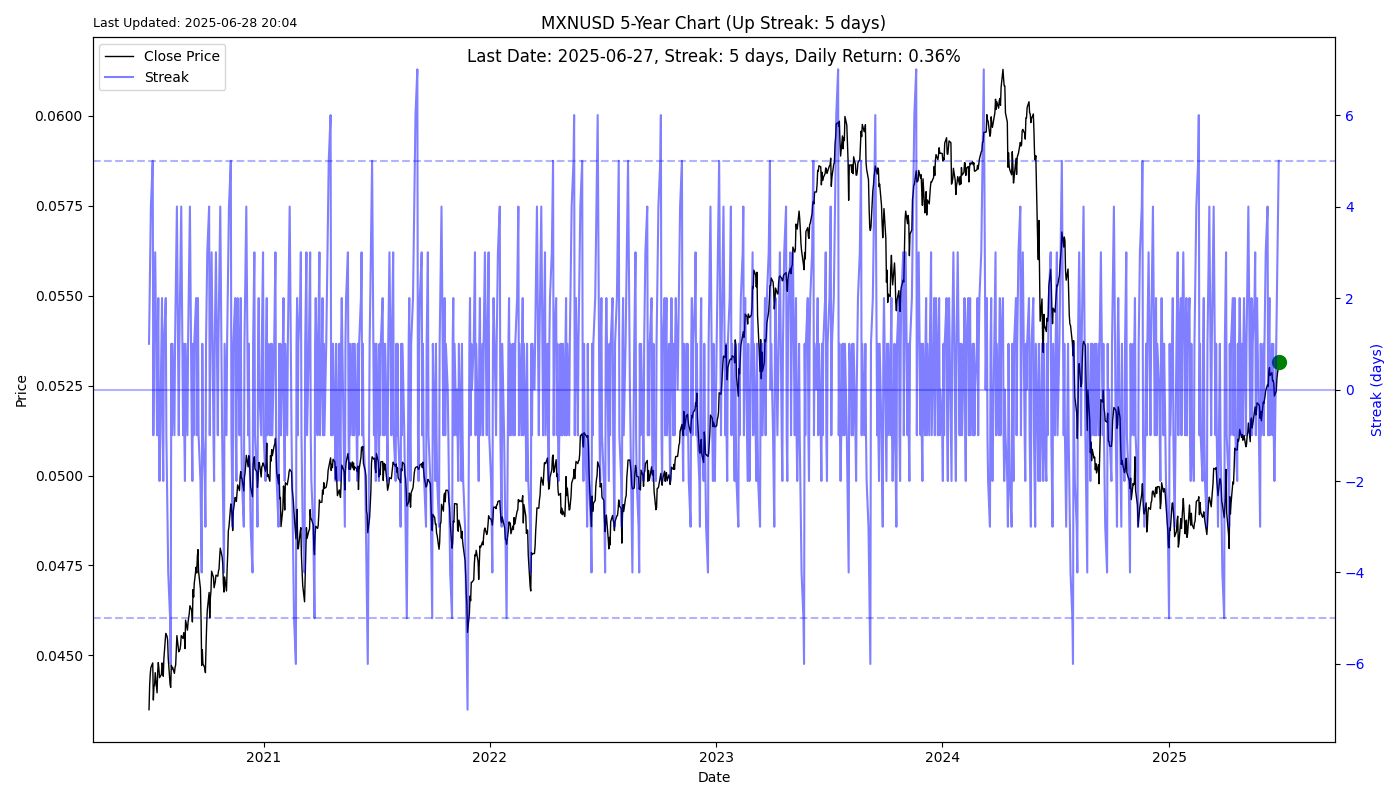 Last Updated: 2025-06-28 20:04
MXNUSD 5-Year Chart (Up Streak: 5 days)
Last Date: 2025-06-27, Streak: 5 days, Daily Return: 0.36%
Close Price
Streak
0.0600
0.0575
0.0550
0.0525
0.0500
0.0475
0.0450
Price
6
4
2
0
−2
−4
−6
Streak (days)
2021
2022
2023
2024
2025
Date